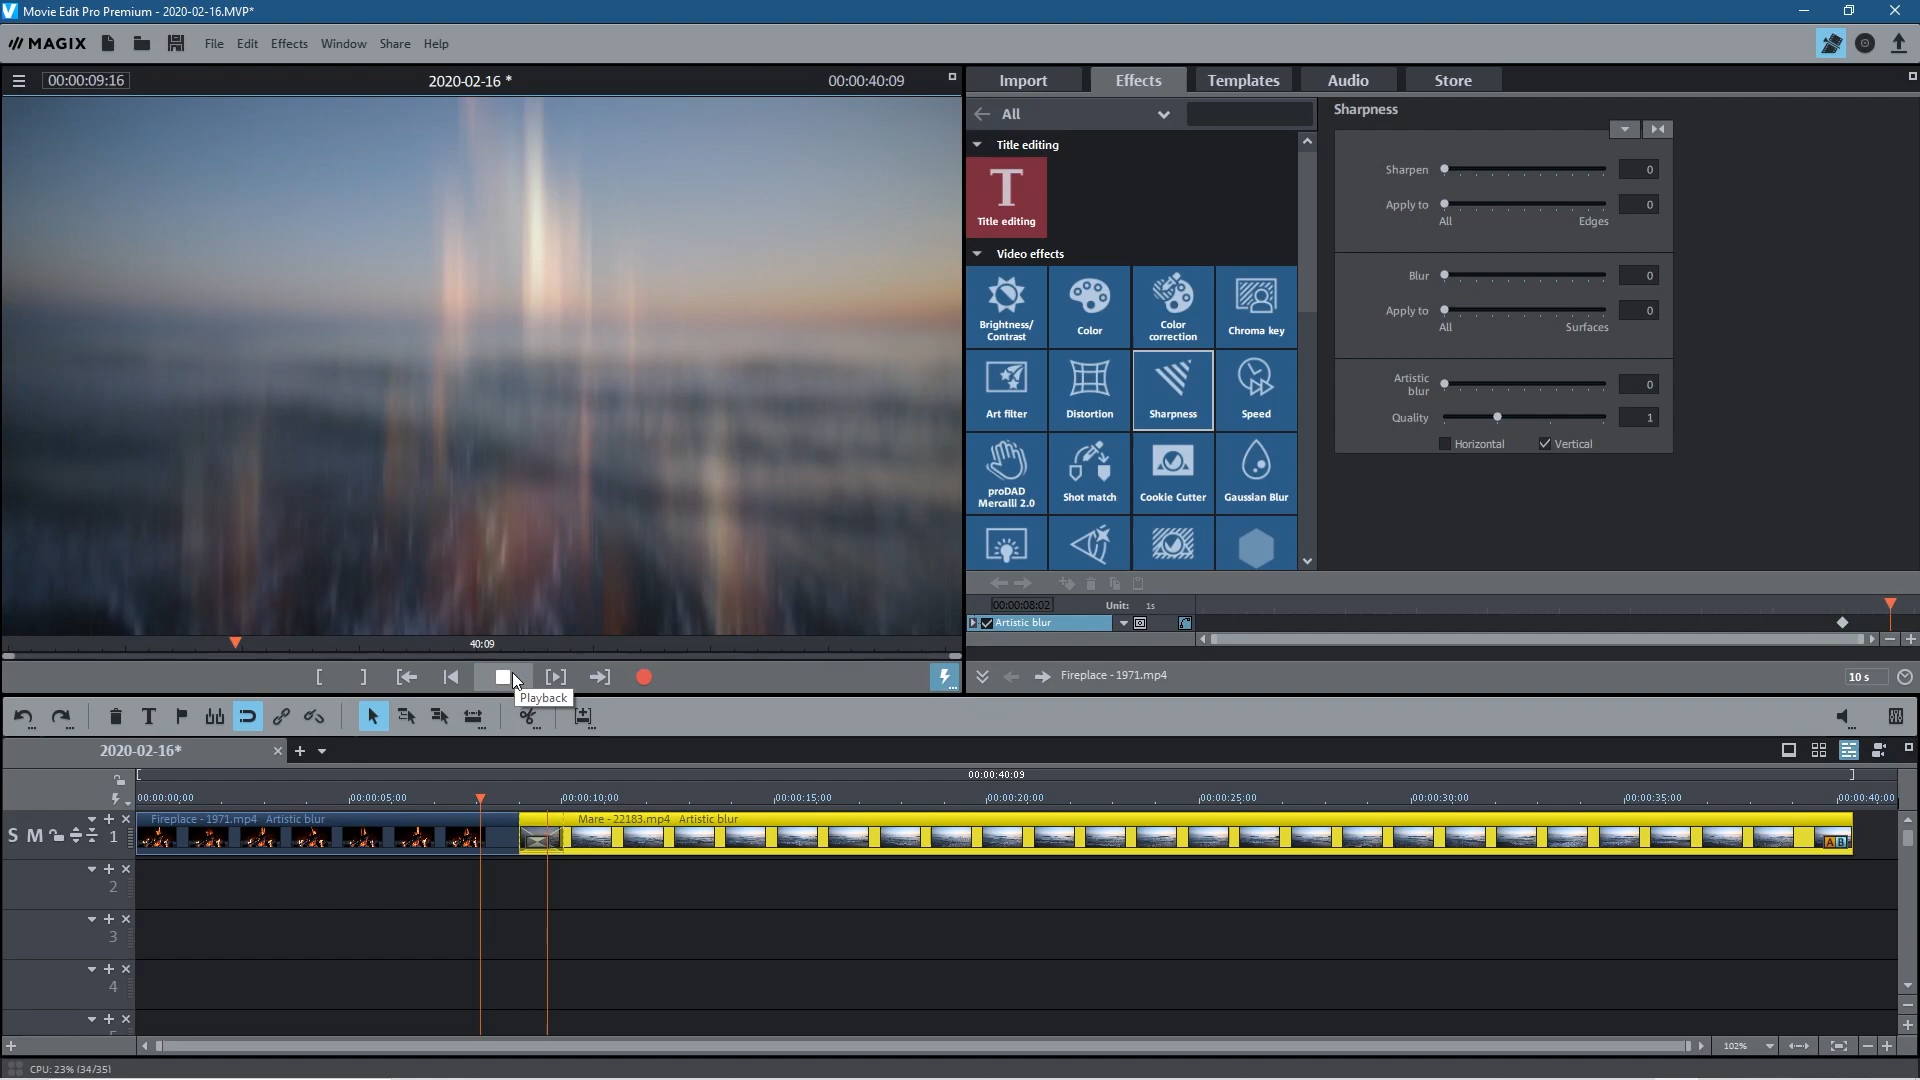 Movie Edit Pro Premium - 2020-02-16.MVP*
MAGIX File Edit Effects Window Share Help
00:00:09:16 2020-02-16 * 00:00:40:09
Import Effects Templates Audio Store
All
Sharpness
Title editing
Title editing
Video effects
Brightness/ Contrast Color Color correction Chroma key
Art filter Distortion Sharpness Speed
proDAD Mercalli 2.0 Shot match Cookie Cutter Gaussian Blur
Sharpen 0
Apply to 0
All Edges
Blur 0
Apply to 0
All Surfaces
Artistic blur 0
Quality 1
Horizontal Vertical
00:00:08:02 Unit: 1s
Artistic blur
Fireplace - 1971.mp4 10 s
40:09
Playback
2020-02-16*
00:00:40:09
00:00:00:00 00:00:05:00 00:00:10:00 00:00:15:00 00:00:20:00 00:00:25:00 00:00:30:00 00:00:35:00 00:00:40:00
Fireplace - 1971.mp4 Artistic blur Mare - 22183.mp4 Artistic blur
S M 1
A B
2
3
4
102%
CPU: 23% (34/35)